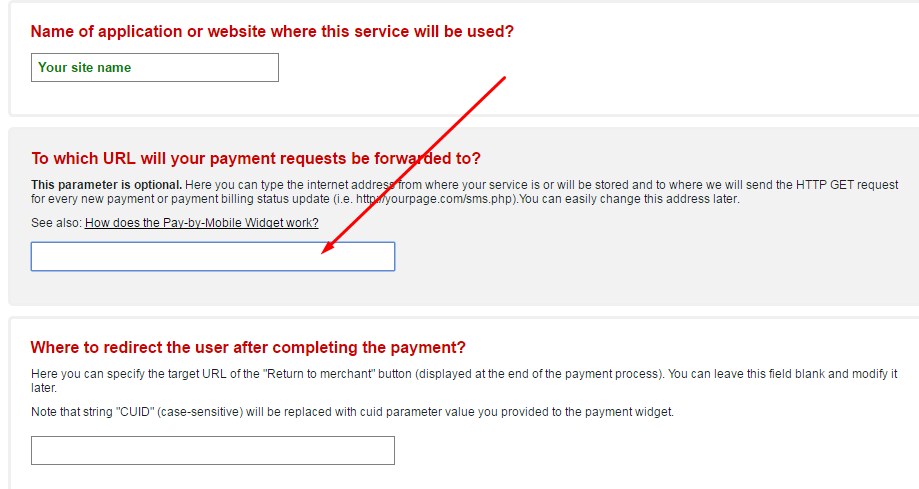 Name of application or website where this service will be used?
Your site name
To which URL will your payment requests be forwarded to?
This parameter is optional. Here you can type the internet address from where your service is or will be stored and to where we will send the HTTP GET request
for every new payment or payment billing status update (i.e. http://yourpage.com/sms.php).You can easily change this address later.
See also: How does the Pay-by-Mobile Widget work?
Where to redirect the user after completing the payment?
Here you can specify the target URL of the "Return to merchant" button (displayed at the end of the payment process). You can leave this field blank and modify it
later.
Note that string "CUID" (case-sensitive) will be replaced with cuid parameter value you provided to the payment widget.